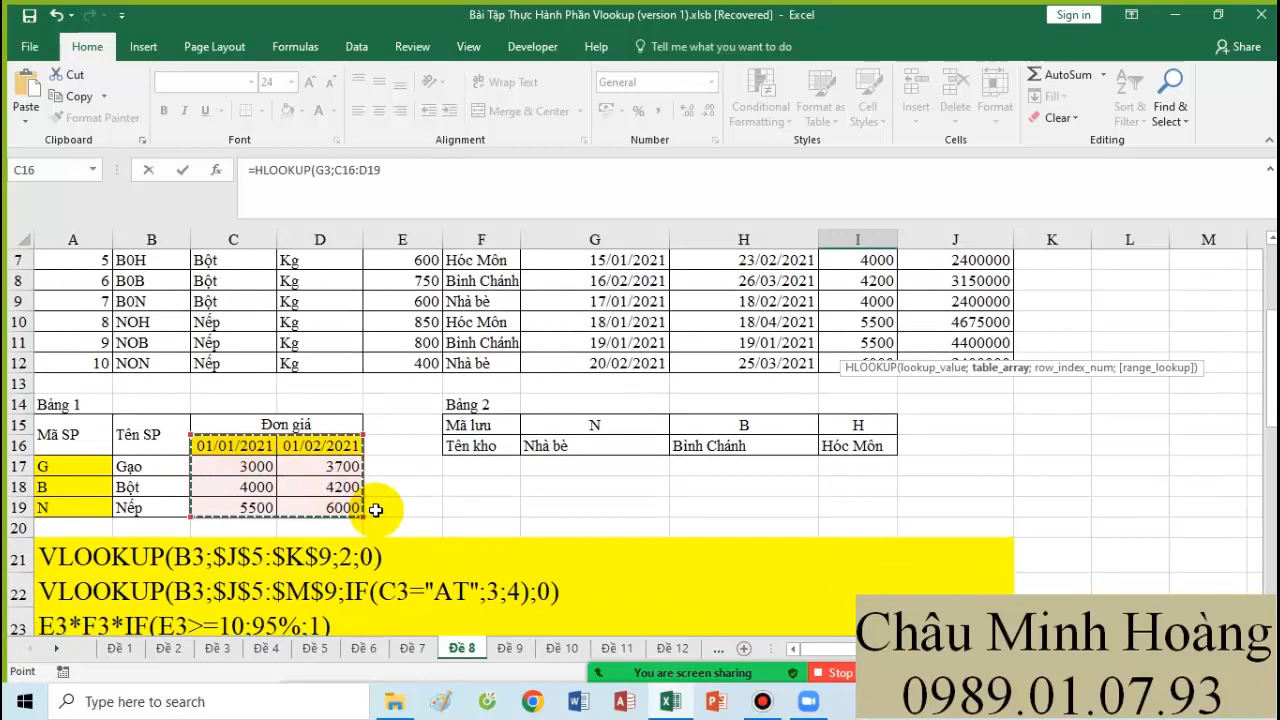 Bài Tập Thực Hành Phần Vlookup (version 1).xlsb [Recovered] - Excel
Sign in
File Home Insert Page Layout Formulas Data Review View Developer Help Tell me what you want to do Share
Paste Cut Copy Format Painter
24
Wrap Text
Merge & Center
General
Conditional Formatting Format as Table Cell Styles
Insert Delete Format
AutoSum Fill Clear
Sort & Filter Find & Select
Clipboard Font Alignment Number Styles Cells Editing
C16 =HLOOKUP(G3;C16:D19
A B C D E F G H I J K L M
7 5 B0H Bột Kg 600 Hóc Môn 15/01/2021 23/02/2021 4000 2400000
8 6 B0B Bột Kg 750 Bình Chánh 16/02/2021 26/03/2021 4200 3150000
9 7 B0N Bột Kg 600 Nhà bè 17/01/2021 18/02/2021 4000 2400000
10 8 NOH Nếp Kg 850 Hóc Môn 18/01/2021 18/04/2021 5500 4675000
11 9 NOB Nếp Kg 800 Bình Chánh 19/01/2021 19/01/2021 5500 4400000
12 10 NON Nếp Kg 400 Nhà bè 20/02/2021 25/03/2021
HLOOKUP(lookup_value; table_array; row_index_num; [range_lookup])
13
14 Bảng 1 Bảng 2
15 Mã SP Tên SP Đơn giá Mã lưu N B H
16 01/01/2021 01/02/2021 Tên kho Nhà bè Bình Chánh Hóc Môn
17 G Gạo 3000 3700
18 B Bột 4000 4200
19 N Nếp 5500 6000
20
21 VLOOKUP(B3;$J$5:$K$9;2;0)
22 VLOOKUP(B3;$J$5:$M$9;IF(C3="AT";3;4);0)
23 E3*F3*IF(E3>=10;95%;1)
Đề 1 Đề 2 Đề 3 Đề 4 Đề 5 Đề 6 Đề 7 Đề 8 Đề 9 Đề 10 Đề 11 Đề 12 ...
Point
You are screen sharing Stop
Type here to search
Châu Minh Hoàng
0989.01.07.93